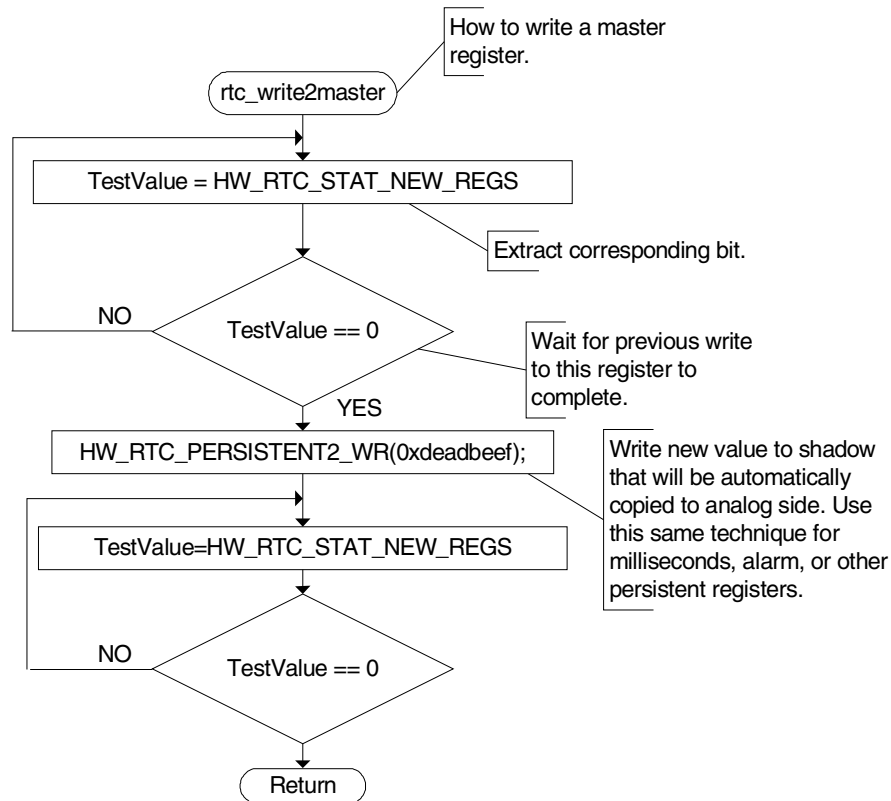 How to write a master
register.
rtc_write2master
TestValue = HW_RTC_STAT_NEW_REGS
Extract corresponding bit.
NO
TestValue == 0
Wait for previous write
to this register to
complete.
YES
HW_RTC_PERSISTENT2_WR(0xdeadbeef);
Write new value to shadow
that will be automatically
copied to analog side. Use
this same technique for
milliseconds, alarm, or other
persistent registers.
TestValue=HW_RTC_STAT_NEW_REGS
NO
TestValue == 0
Return